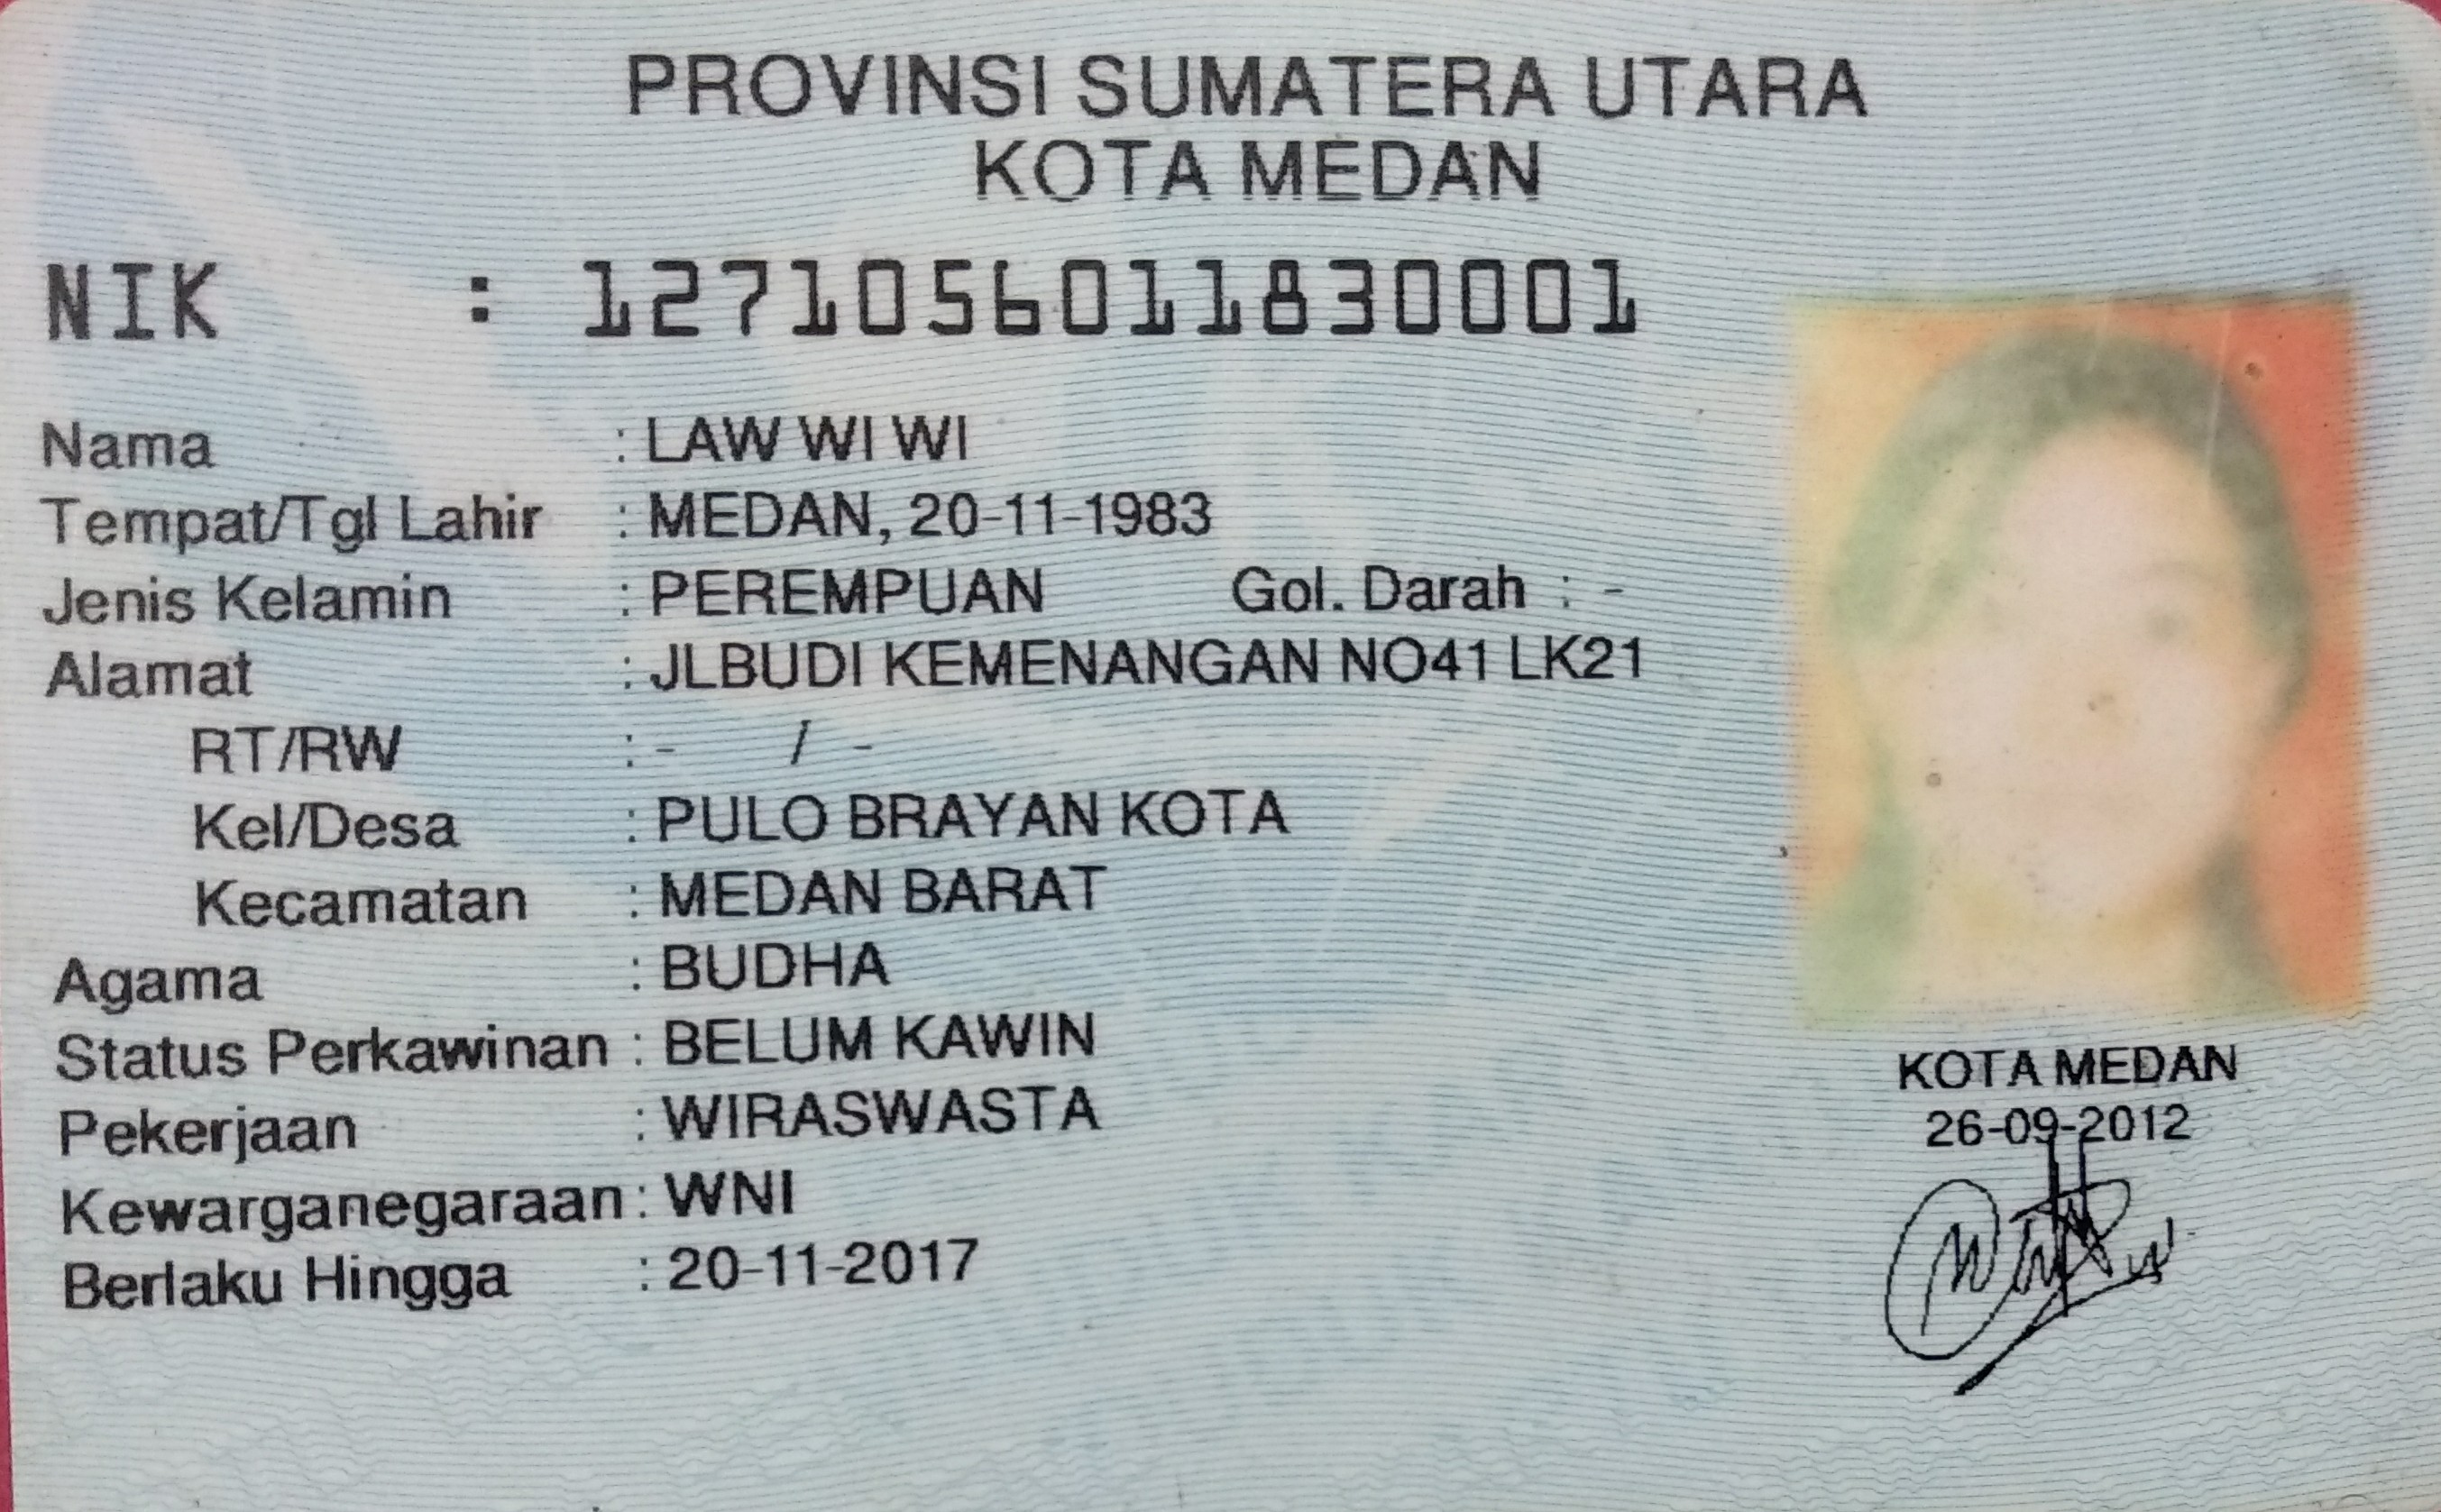 PROVINSI SUMATERA UTARA
KOTA MEDAN
NIK : 1271056011830001
Nama : LAW WI WI
Tempat/Tgl Lahir : MEDAN, 20-11-1983
Jenis Kelamin : PEREMPUAN Gol. Darah : -
Alamat : JLBUDI KEMENANGAN NO41 LK21
RT/RW : - / -
Kel/Desa : PULO BRAYAN KOTA
Kecamatan : MEDAN BARAT
Agama : BUDHA
Status Perkawinan : BELUM KAWIN
Pekerjaan : WIRASWASTA
Kewarganegaraan : WNI
Berlaku Hingga : 20-11-2017
KOTA MEDAN
26-09-2012